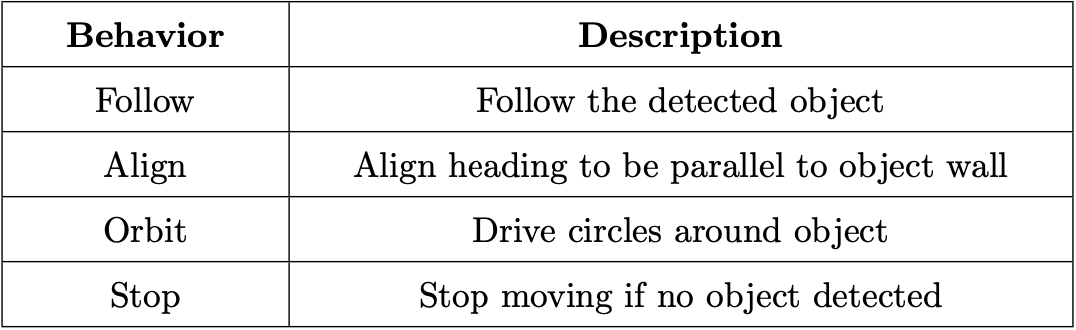 Behavior Description
Follow Follow the detected object
Align Align heading to be parallel to object wall
Orbit Drive circles around object
Stop Stop moving if no object detected